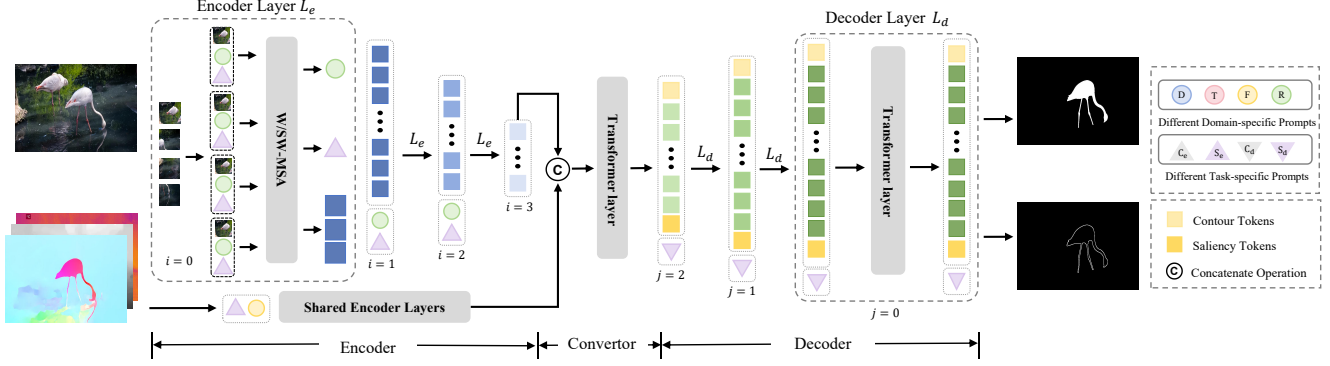 Encoder Layer L_e
Decoder Layer L_d
W/SW-MSA
i = 0
L_e
L_e
i = 1
i = 2
i = 3
C
Transformer layer
L_d
L_d
j = 2
j = 1
Transformer layer
j = 0
Shared Encoder Layers
Encoder
Convertor
Decoder
D T F R
Different Domain-specific Prompts
C_e S_e C_d S_d
Different Task-specific Prompts
Contour Tokens
Saliency Tokens
C Concatenate Operation